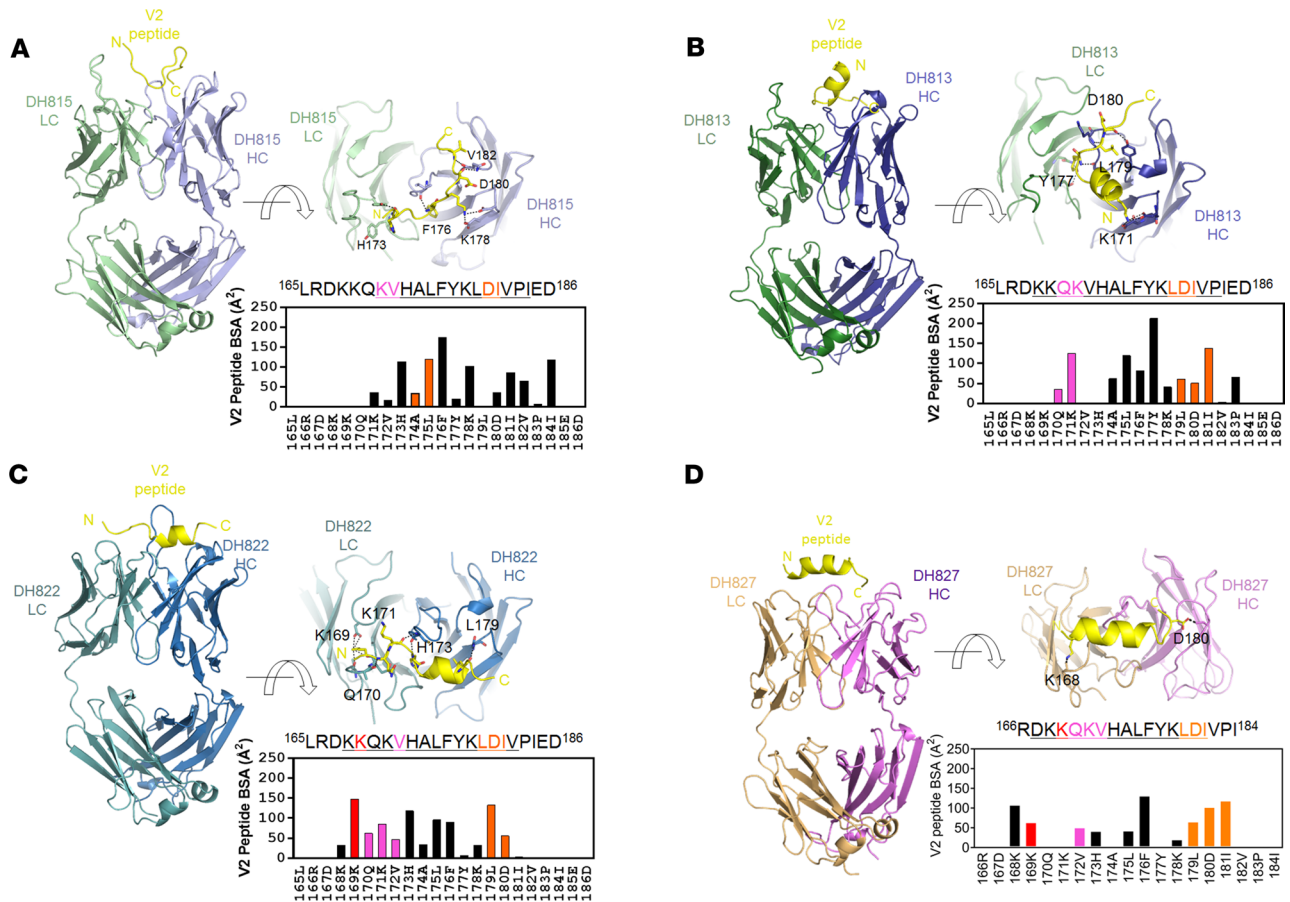 A
V2
peptide
N
C
DH815
LC
DH815
HC
DH815
LC
DH815
HC
C
V182
D180
N
F176
K178
H173
165LRDKKQKVHALFYKLDIVPIED186
V2 Peptide BSA (Å2)
250
200
150
100
50
0
165L
166R
167D
168K
169K
170Q
171K
172V
173H
174A
175L
176F
177Y
178K
179L
180D
181I
182V
183P
184I
185E
186D
B
V2
peptide
N
C
DH813
HC
DH813
LC
DH813
LC
D180
C
L179
Y177
N
K171
DH813
HC
165LRDKKQKVHALFYKLDIVPIED186
V2 Peptide BSA (Å2)
250
200
150
100
50
0
165L
166R
167D
168K
169K
170Q
171K
172V
173H
174A
175L
176F
177Y
178K
179L
180D
181I
182V
183P
184I
185E
186D
C
V2
peptide
N
C
DH822
HC
DH822
LC
DH822
LC
DH822
HC
K171
L179
K169
H173
N
C
Q170
165LRDKKQKVHALFYKLDIVPIED186
V2 Peptide BSA (Å2)
250
200
150
100
50
0
165L
166R
167D
168K
169K
170Q
171K
172V
173H
174A
175L
176F
177Y
178K
179L
180D
181I
182V
183P
184I
185E
186D
D
V2
peptide
N
C
DH827
LC
DH827
HC
DH827
LC
DH827
HC
D180
K168
166RDKKQKVHALFYKLDIVPI184
V2 peptide BSA (Å2)
250
200
150
100
50
0
166R
167D
168K
169K
170Q
171K
172V
173H
174A
175L
176F
177Y
178K
179L
180D
181I
182V
183P
184I